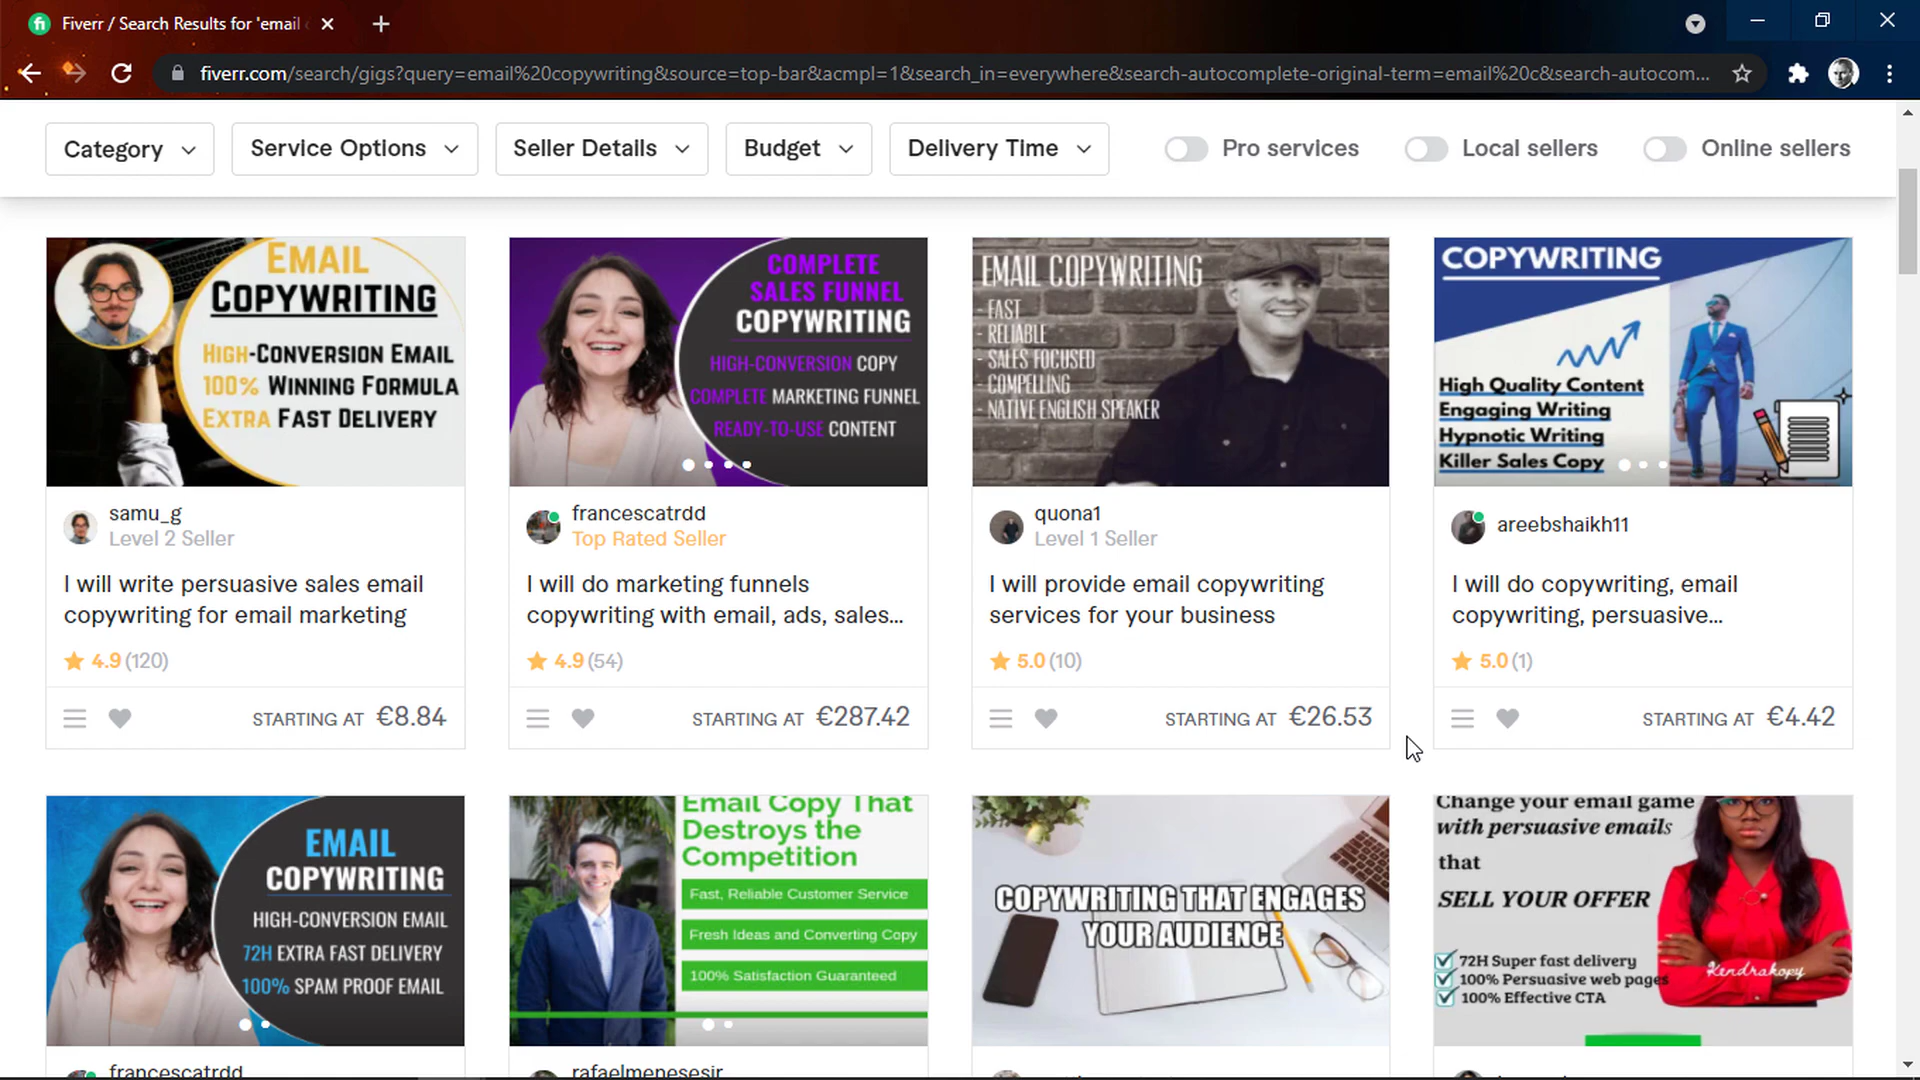 Fiverr / Search Results for 'email
fiverr.com/search/gigs?query=email%20copywriting&source=top-bar&acmpl=1&search_in=everywhere&search-autocomplete-original-term=email%20c&search-autocom...
Category
Service Options
Seller Details
Budget
Delivery Time
Pro services
Local sellers
Online sellers
EMAIL
COPYWRITING
HIGH-CONVERSION EMAIL
100% WINNING FORMULA
EXTRA FAST DELIVERY
samu_g
Level 2 Seller
I will write persuasive sales email
copywriting for email marketing
4.9 (120)
STARTING AT €8.84
COMPLETE
SALES FUNNEL
COPYWRITING
HIGH-CONVERSION COPY
COMPLETE MARKETING FUNNEL
READY-TO-USE CONTENT
francescatrdd
Top Rated Seller
I will do marketing funnels
copywriting with email, ads, sales...
4.9 (54)
STARTING AT €287.42
EMAIL COPYWRITING
- FAST
- RELIABLE
- SALES FOCUSED
- COMPELLING
- NATIVE ENGLISH SPEAKER
quona1
Level 1 Seller
I will provide email copywriting
services for your business
5.0 (10)
STARTING AT €26.53
COPYWRITING
High Quality Content
Engaging Writing
Hypnotic Writing
Killer Sales Copy
areebshaikh11
I will do copywriting, email
copywriting, persuasive...
5.0 (1)
STARTING AT €4.42
EMAIL
COPYWRITING
HIGH-CONVERSION EMAIL
72H EXTRA FAST DELIVERY
100% SPAM PROOF EMAIL
francescatrdd
Email Copy That
Destroys the
Competition
Fast, Reliable Customer Service
Fresh Ideas and Converting Copy
100% Satisfaction Guaranteed
rafaelmenesesjr
COPYWRITING THAT ENGAGES
YOUR AUDIENCE
Change your email game
with persuasive emails
that
SELL YOUR OFFER
72H Super fast delivery
100% Persuasive web pages
100% Effective CTA
Kendrakopy